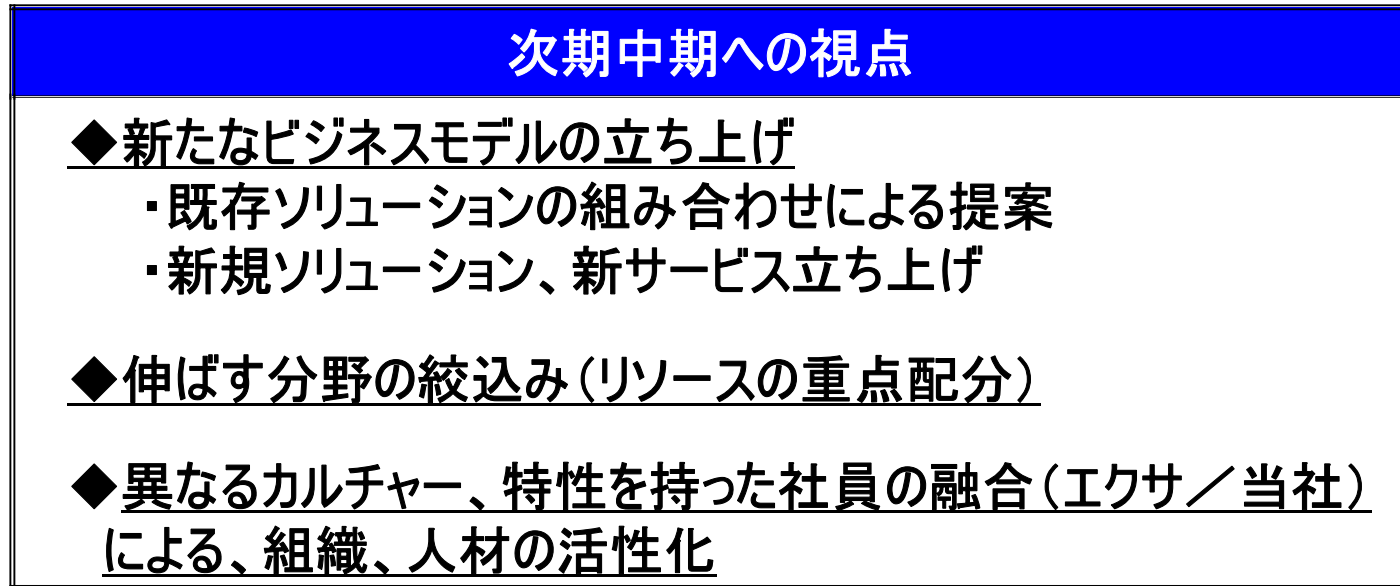 次期中期への視点
◆新たなビジネスモデルの立ち上げ
・既存ソリューションの組み合わせによる提案
・新規ソリューション、新サービス立ち上げ
◆伸ばす分野の絞込み（リソースの重点配分）
◆異なるカルチャー、特性を持った社員の融合（エクサ／当社）
による、組織、人材の活性化